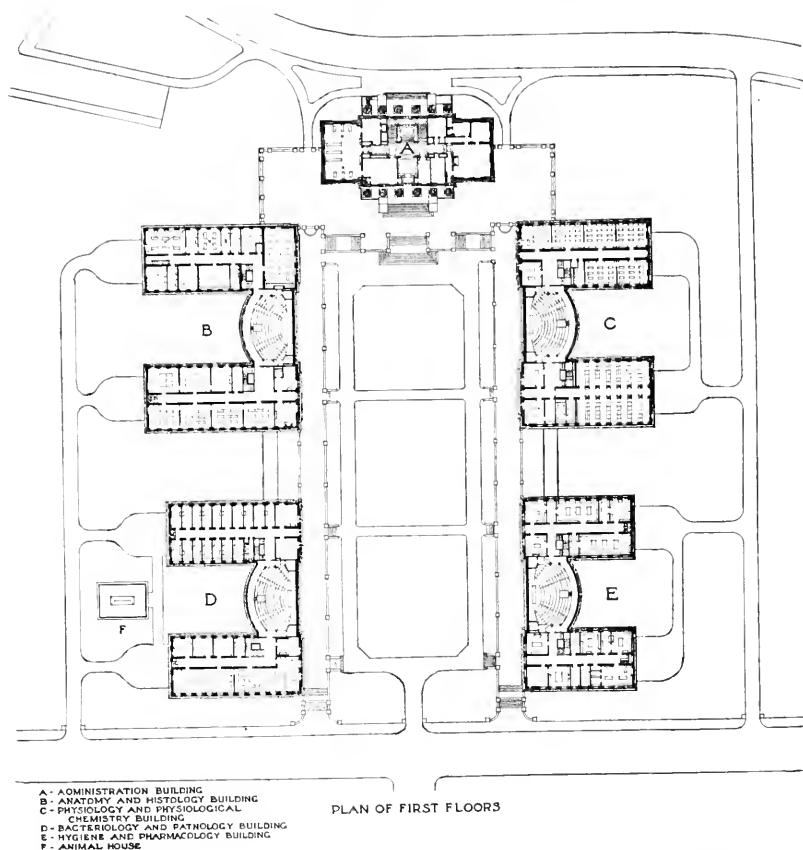 A
B
C
D
E
F
A - ADMINISTRATION BUILDING
B - ANATOMY AND HISTOLOGY BUILDING
C - PHYSIOLOGY AND PHYSIOLOGICAL
CHEMISTRY BUILDING
D - BACTERIOLOGY AND PATHOLOGY BUILDING
E - HYGIENE AND PHARMACOLOGY BUILDING
F - ANIMAL HOUSE
PLAN OF FIRST FLOORS